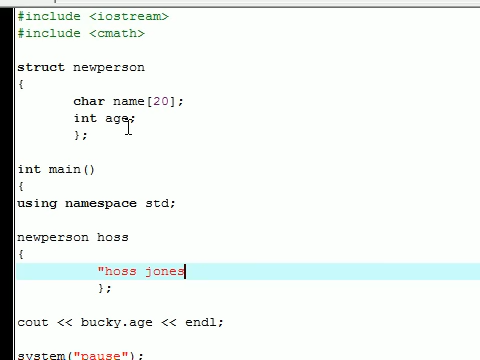 #include <iostream>
#include <cmath>
struct newperson
{
char name[20];
int age;
};
int main()
{
using namespace std;
newperson hoss
{
"hoss jones
};
cout << bucky.age << endl;
system("pause");